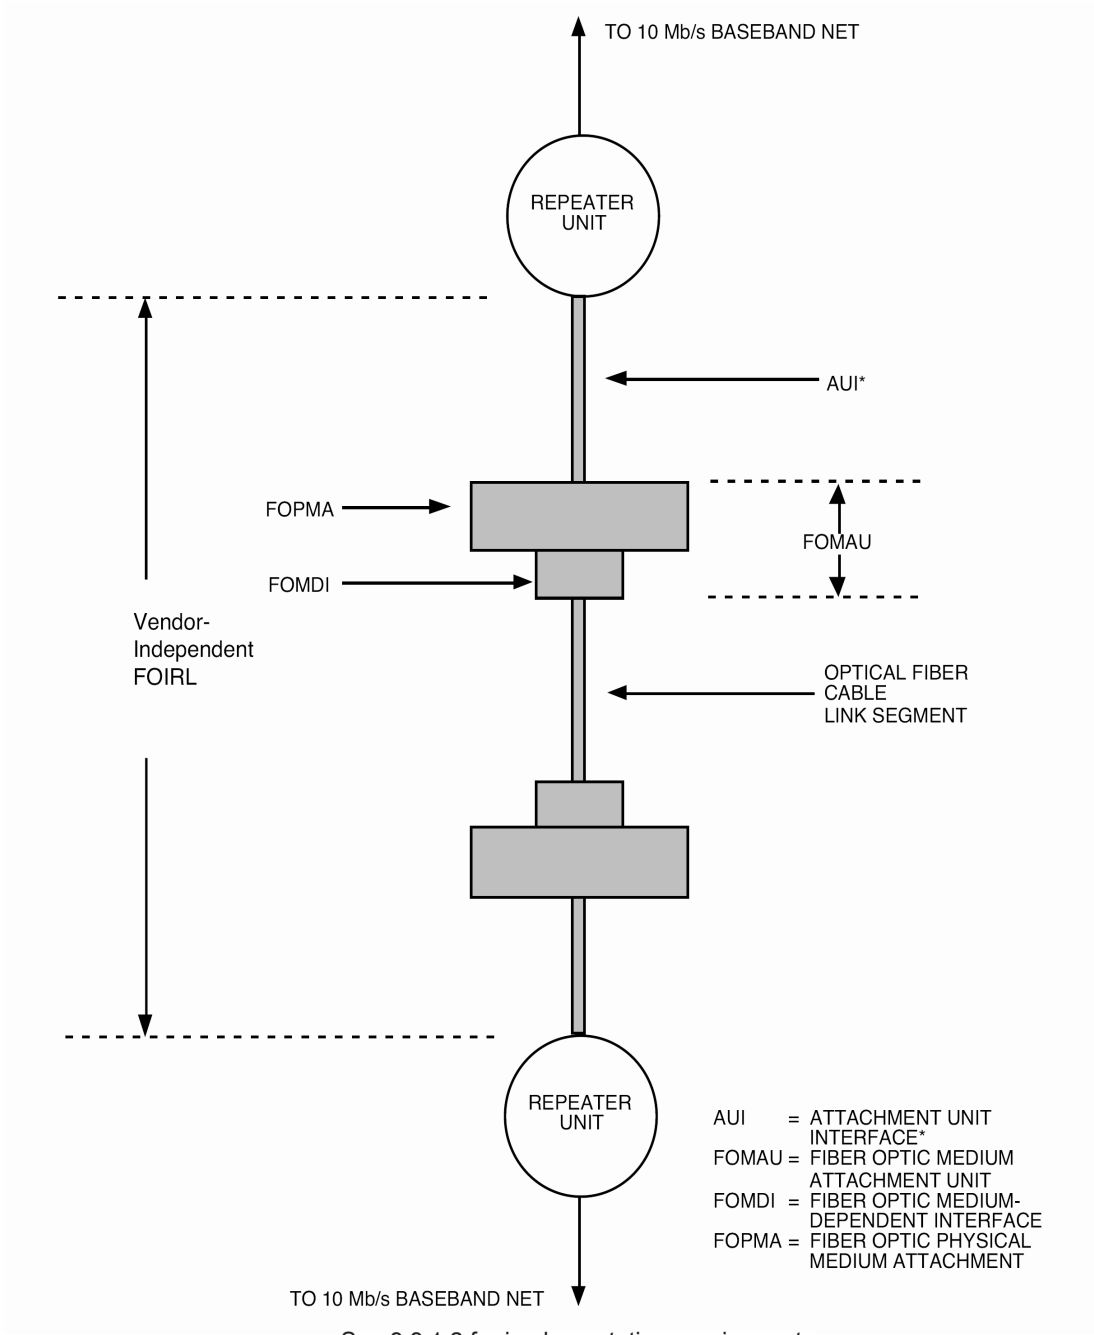 TO 10 Mb/s BASEBAND NET
REPEATER
UNIT
AUI*
FOPMA
FOMAU
FOMDI
Vendor-
Independent
FOIRL
OPTICAL FIBER
CABLE
LINK SEGMENT
REPEATER
UNIT
AUI = ATTACHMENT UNIT
INTERFACE*
FOMAU = FIBER OPTIC MEDIUM
ATTACHMENT UNIT
FOMDI = FIBER OPTIC MEDIUM-
DEPENDENT INTERFACE
FOPMA = FIBER OPTIC PHYSICAL
MEDIUM ATTACHMENT
TO 10 Mb/s BASEBAND NET